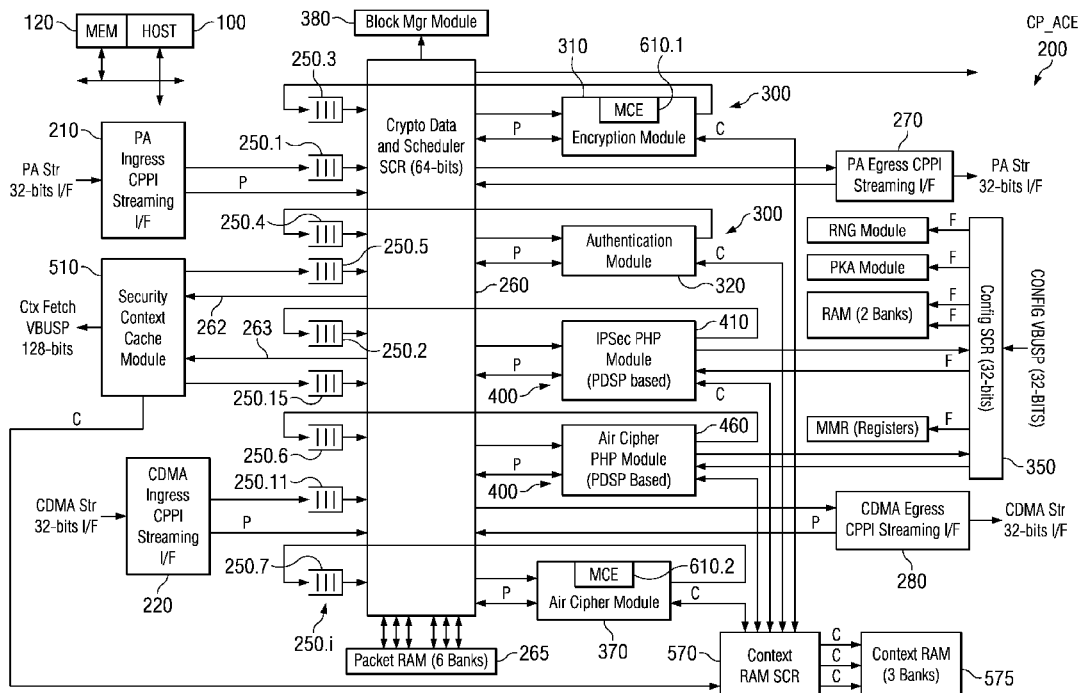 120
MEM
HOST
100
380
Block Mgr Module
CP_ACE
200
250.3
310
610.1
300
MCE
Encryption Module
P
C
210
PA
Ingress
CPPI
Streaming
I/F
PA Str
32-bits I/F
250.1
P
Crypto Data
and Scheduler
SCR (64-bits)
270
PA Egress CPPI
Streaming I/F
PA Str
32-bits I/F
250.4
250.5
300
Authentication
Module
P
C
320
260
RNG Module
F
PKA Module
F
RAM (2 Banks)
F
F
Config SCR (32-bits)
CONFIG VBUSP (32-BITS)
510
Security
Context
Cache
Module
Ctx Fetch
VBUSP
128-bits
262
263
250.2
250.15
C
410
IPSec PHP
Module
(PDSP based)
P
400
F
C
250.6
460
Air Cipher
PHP Module
(PDSP Based)
P
400
MMR (Registers)
F
350
CDMA
Ingress
CPPI
Streaming
I/F
CDMA Str
32-bits I/F
220
250.11
P
CDMA Egress
CPPI Streaming I/F
P
CDMA Str
32-bits I/F
280
250.7
250.i
610.2
MCE
Air Cipher Module
P
C
370
Packet RAM (6 Banks)
265
570
Context
RAM SCR
C
C
C
Context RAM
(3 Banks)
575